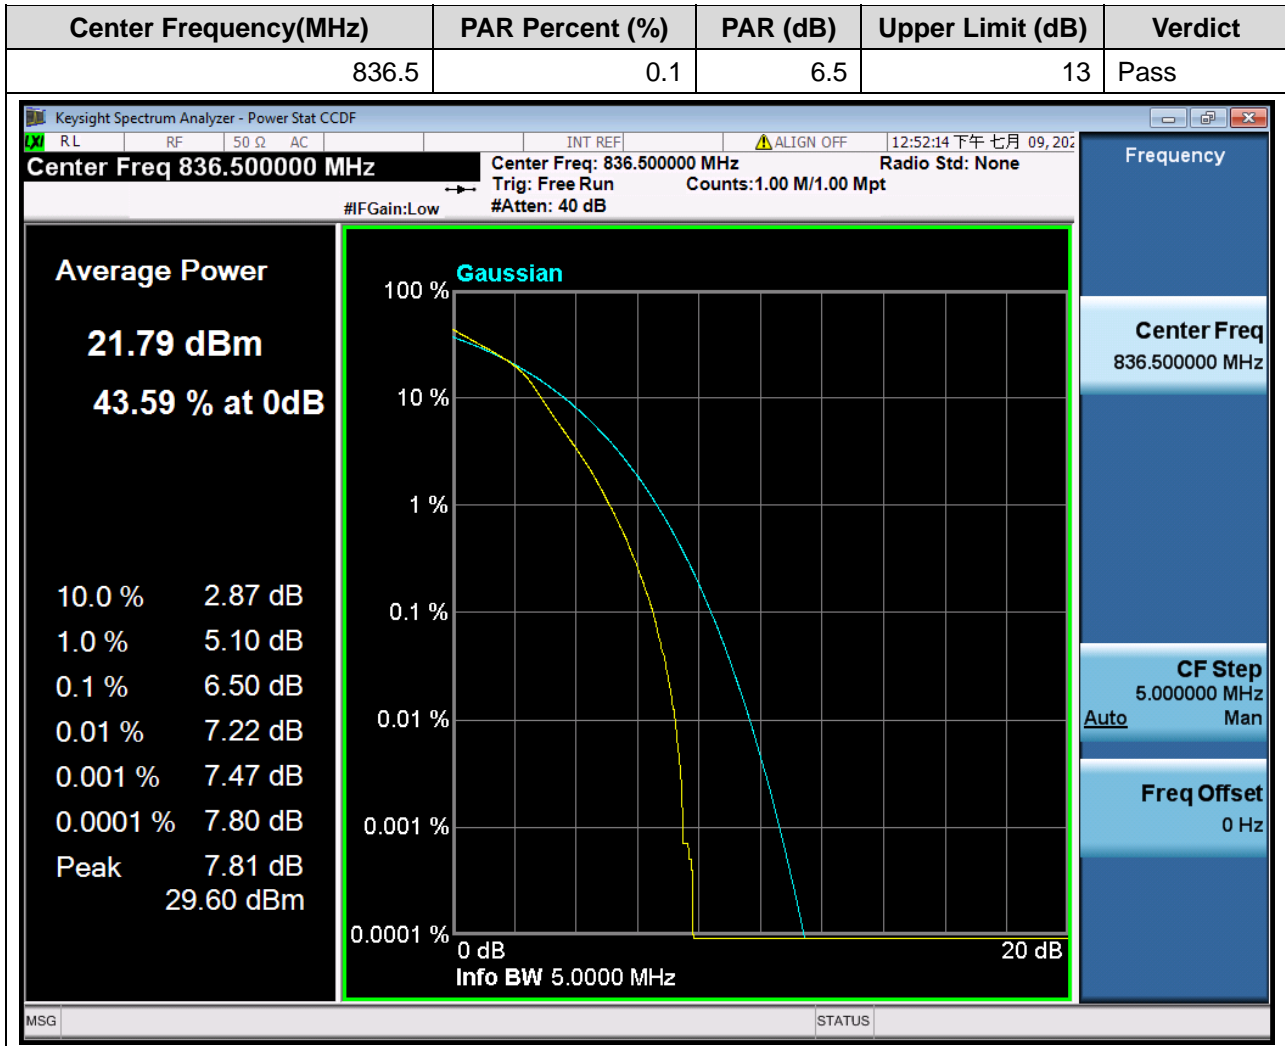 Center Frequency(MHz) PAR Percent (%) PAR (dB) Upper Limit (dB) Verdict
836.5 0.1 6.5 13 Pass
Keysight Spectrum Analyzer - Power Stat CCDF
LXI RL RF 50 Ω AC INT REF ALIGN OFF 12:52:14 下午 七月 09, 202
Center Freq 836.500000 MHz
Center Freq: 836.500000 MHz Radio Std: None
Trig: Free Run Counts:1.00 M/1.00 Mpt
#IFGain:Low #Atten: 40 dB
Average Power
21.79 dBm
43.59 % at 0dB
10.0 % 2.87 dB
1.0 % 5.10 dB
0.1 % 6.50 dB
0.01 % 7.22 dB
0.001 % 7.47 dB
0.0001 % 7.80 dB
Peak 7.81 dB
29.60 dBm
Gaussian
100 %
10 %
1 %
0.1 %
0.01 %
0.001 %
0.0001 %
0 dB 20 dB
Info BW 5.0000 MHz
Frequency
Center Freq
836.500000 MHz
CF Step
5.000000 MHz
Auto Man
Freq Offset
0 Hz
MSG STATUS